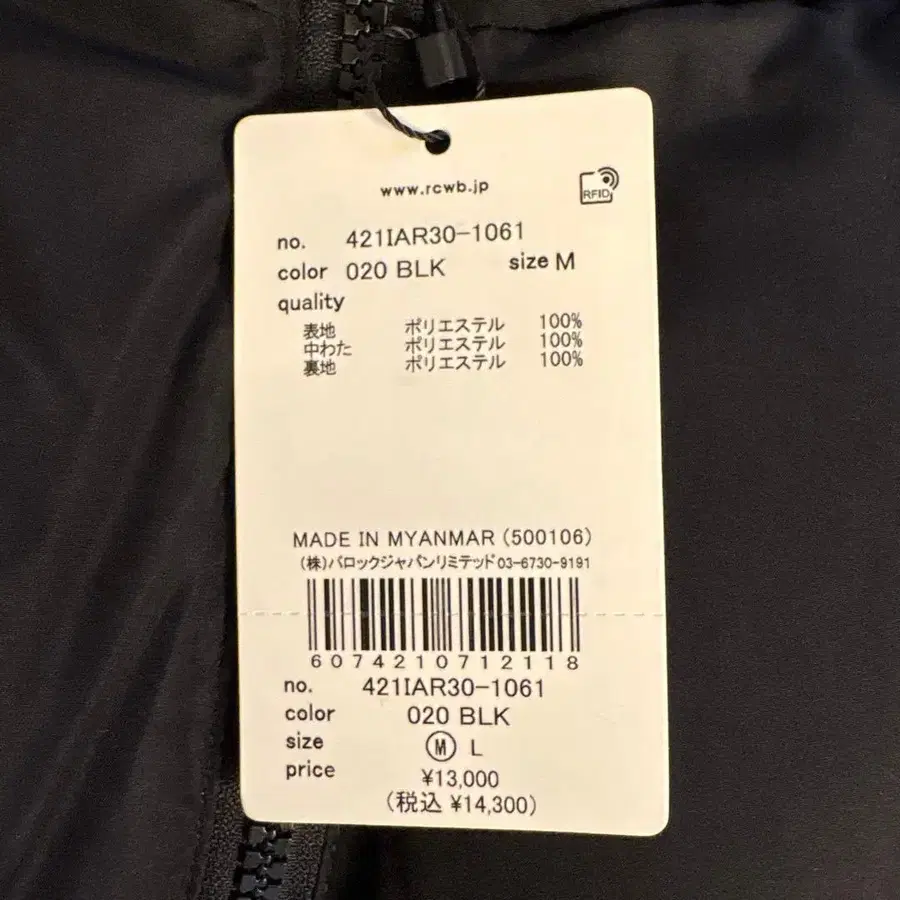 www.rcwb.jp
RFID
no. 421IAR30-1061
color 020 BLK size M
quality
表地 ポリエステル 100%
中わた ポリエステル 100%
裏地 ポリエステル 100%
MADE IN MYANMAR (500106)
(株)バロックジャパンリミテッド03-6730-9191
6074210712118
no. 421IAR30-1061
color 020 BLK
size Ⓜ L
price ¥13,000
(税込 ¥14,300)